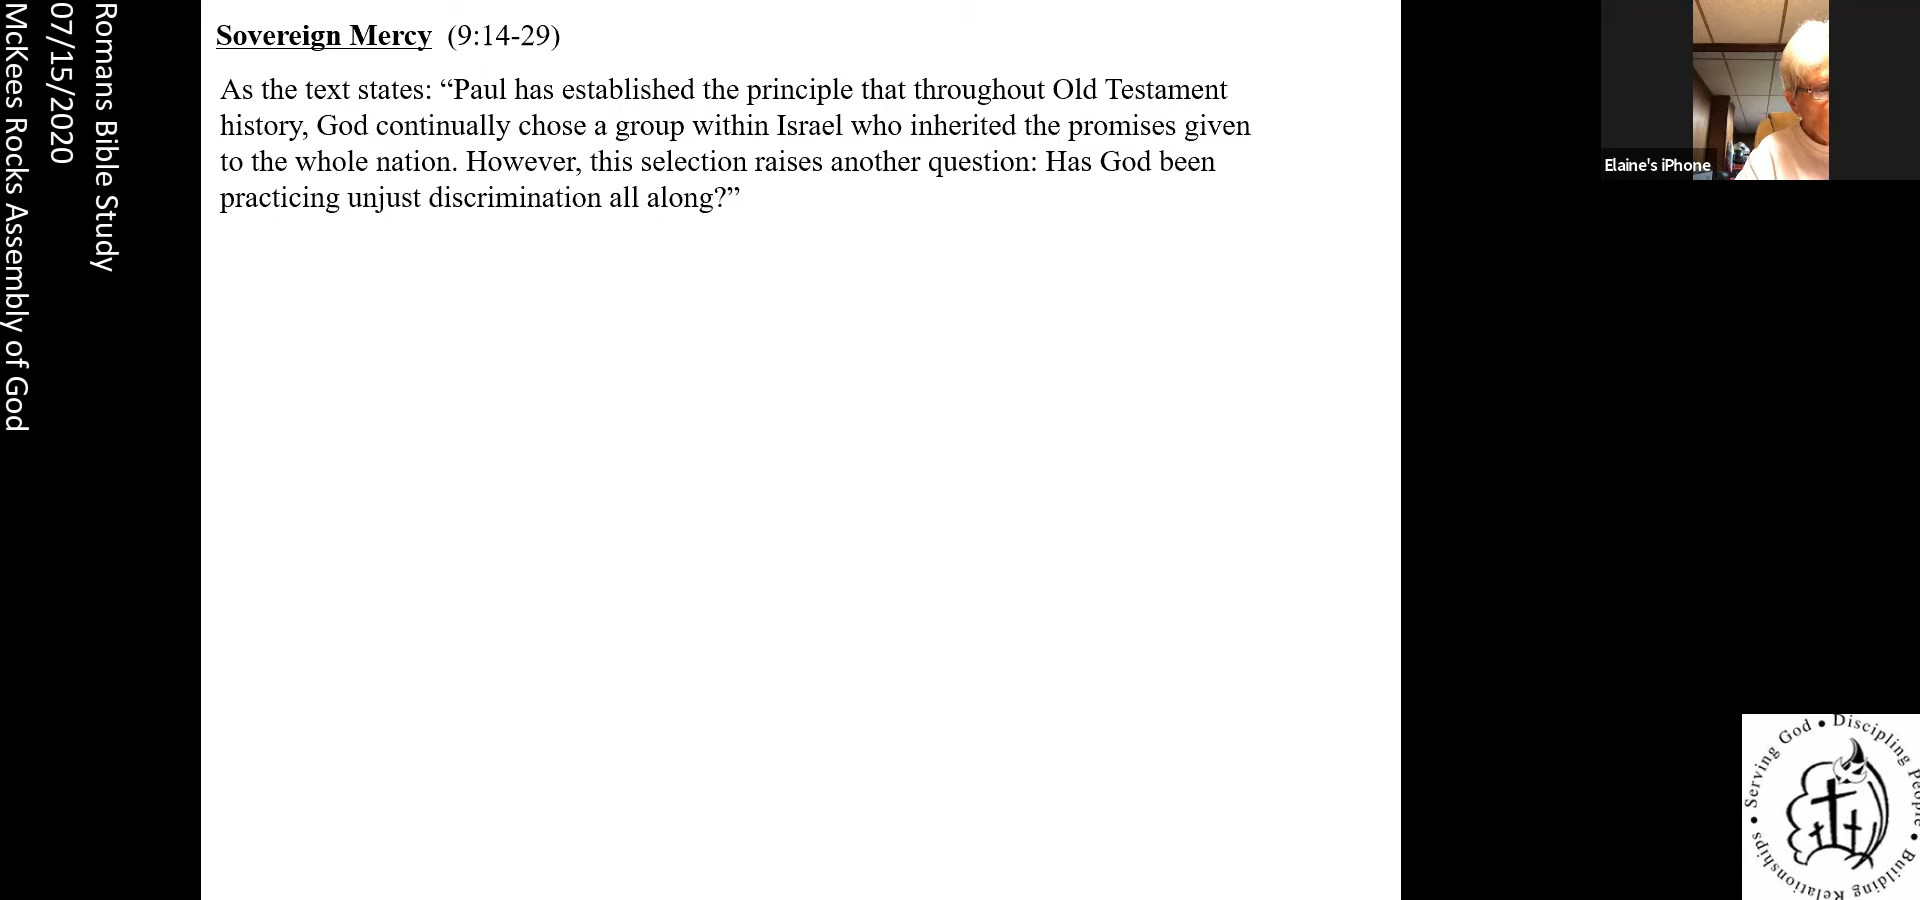 Romans Bible Study
07/15/2020
McKees Rocks Assembly of God
Sovereign Mercy (9:14-29)
As the text states: “Paul has established the principle that throughout Old Testament
history, God continually chose a group within Israel who inherited the promises given
to the whole nation. However, this selection raises another question: Has God been
practicing unjust discrimination all along?”
Elaine's iPhone
Serving God • Discipling People • Building Relationships •